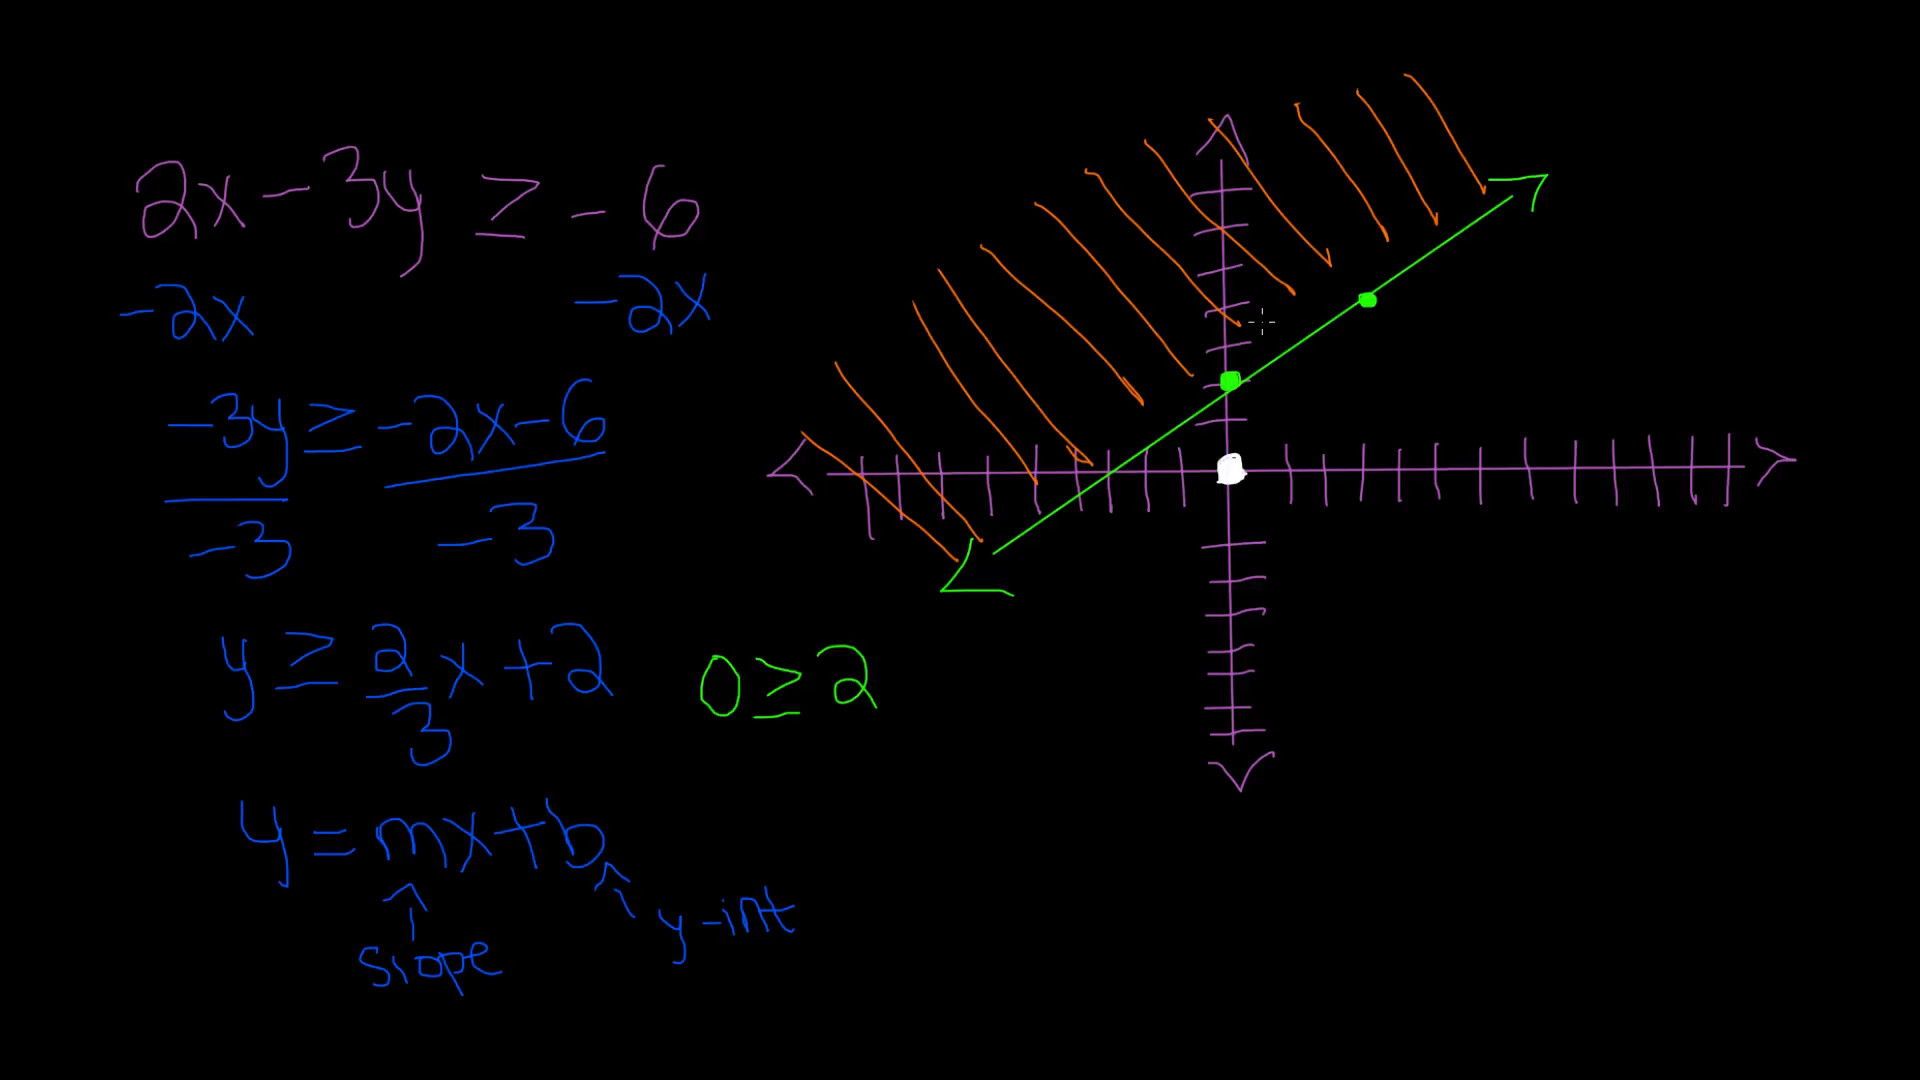 2x - 3y ≥ - 6
-2x -2x
-3y ≥ -2x - 6
-3 -3
y ≥ 2/3 x + 2
0 ≥ 2
y = mx + b
slope
y-int